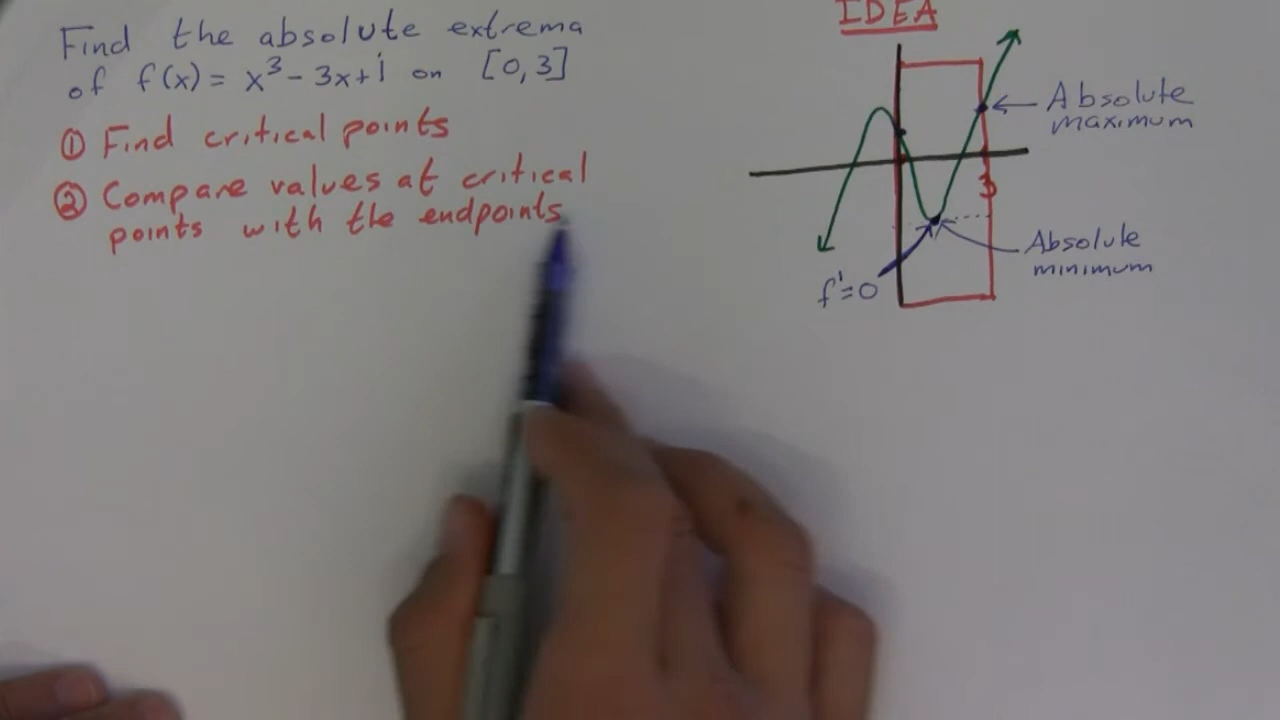 Find the absolute extrema
of f(x) = x³ - 3x + 1 on [0,3]
① Find critical points
② Compare values at critical
points with the endpoints
IDEA
Absolute
maximum
3
Absolute
minimum
f'=0